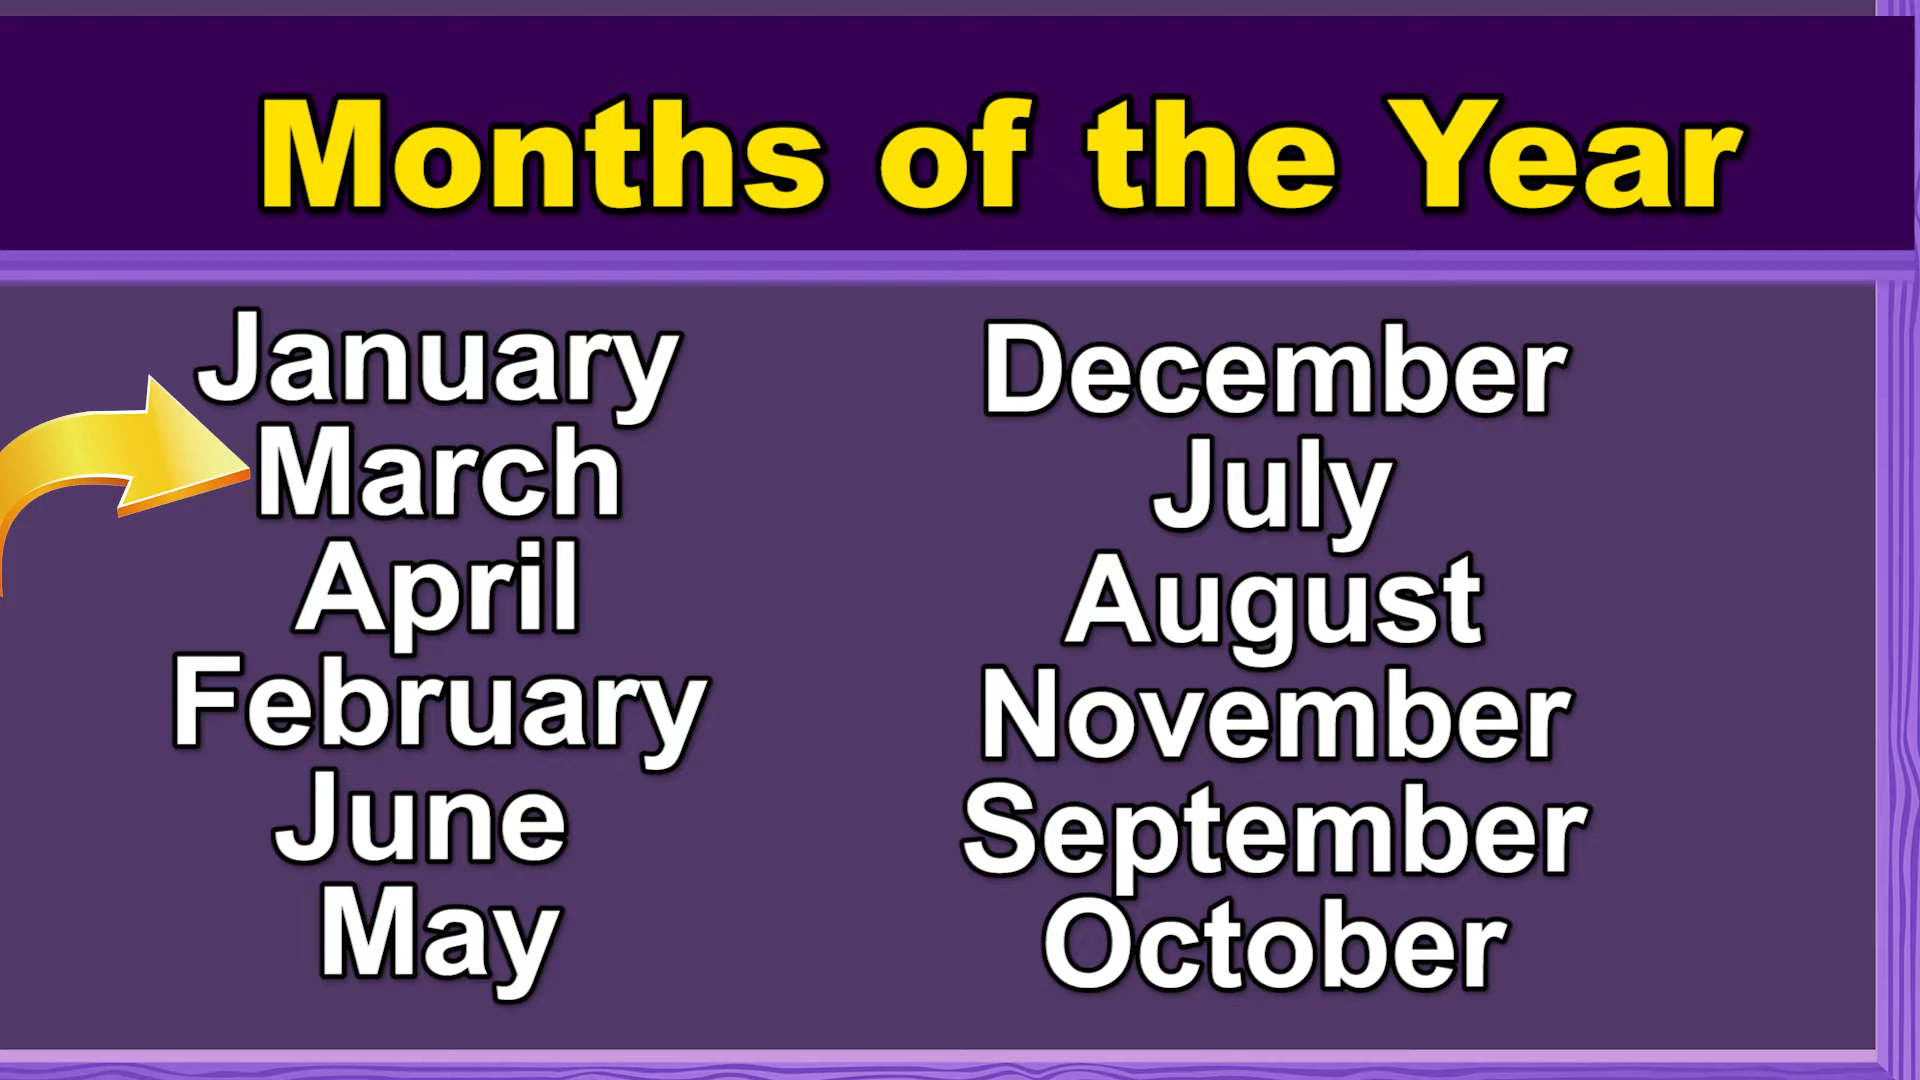 Months of the Year
January
March
April
February
June
May
December
July
August
November
September
October